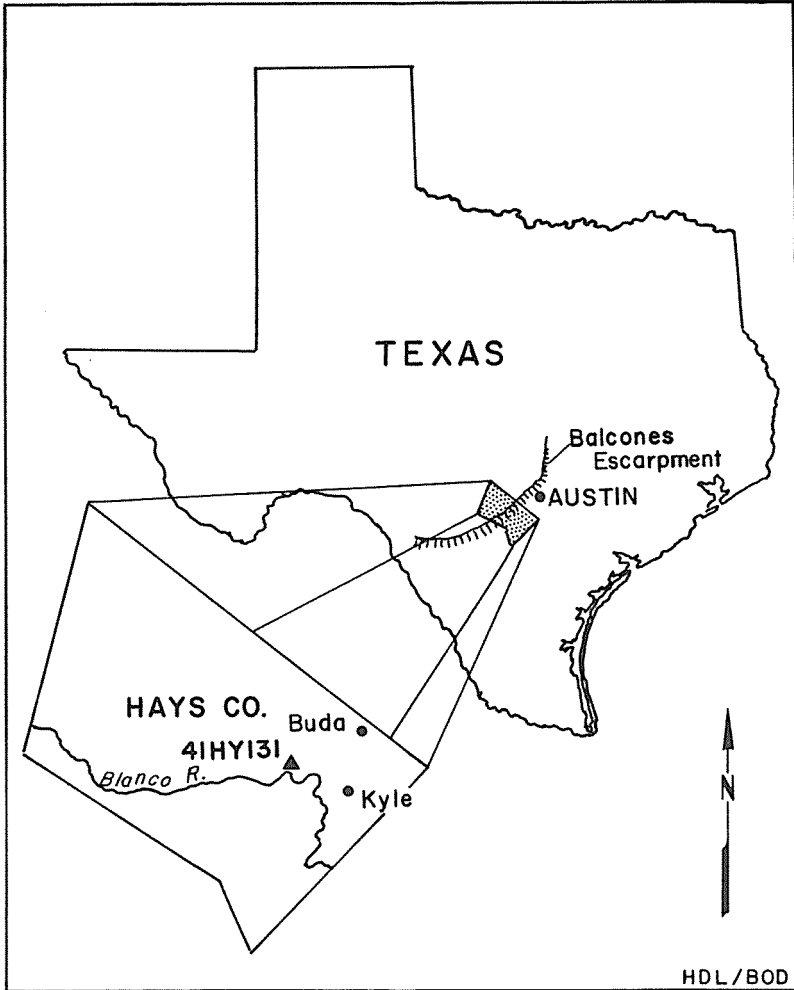 TEXAS
Balcones
Escarpment
AUSTIN
HAYS CO.
Buda
41HY131
Blanco R.
Kyle
N
HDL/BOD